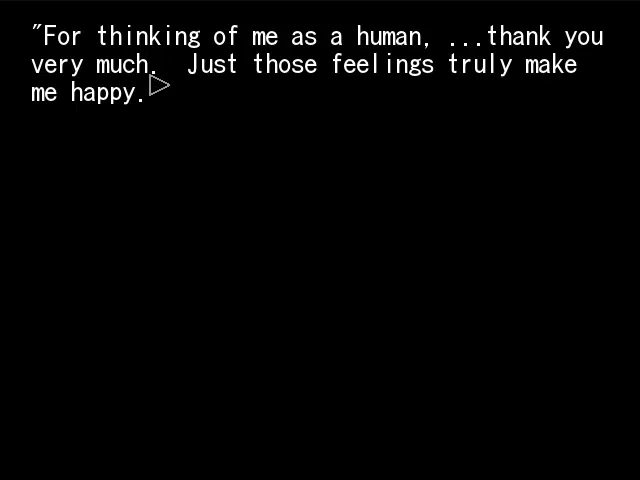 "For thinking of me as a human, ...thank you
very much.  Just those feelings truly make
me happy.